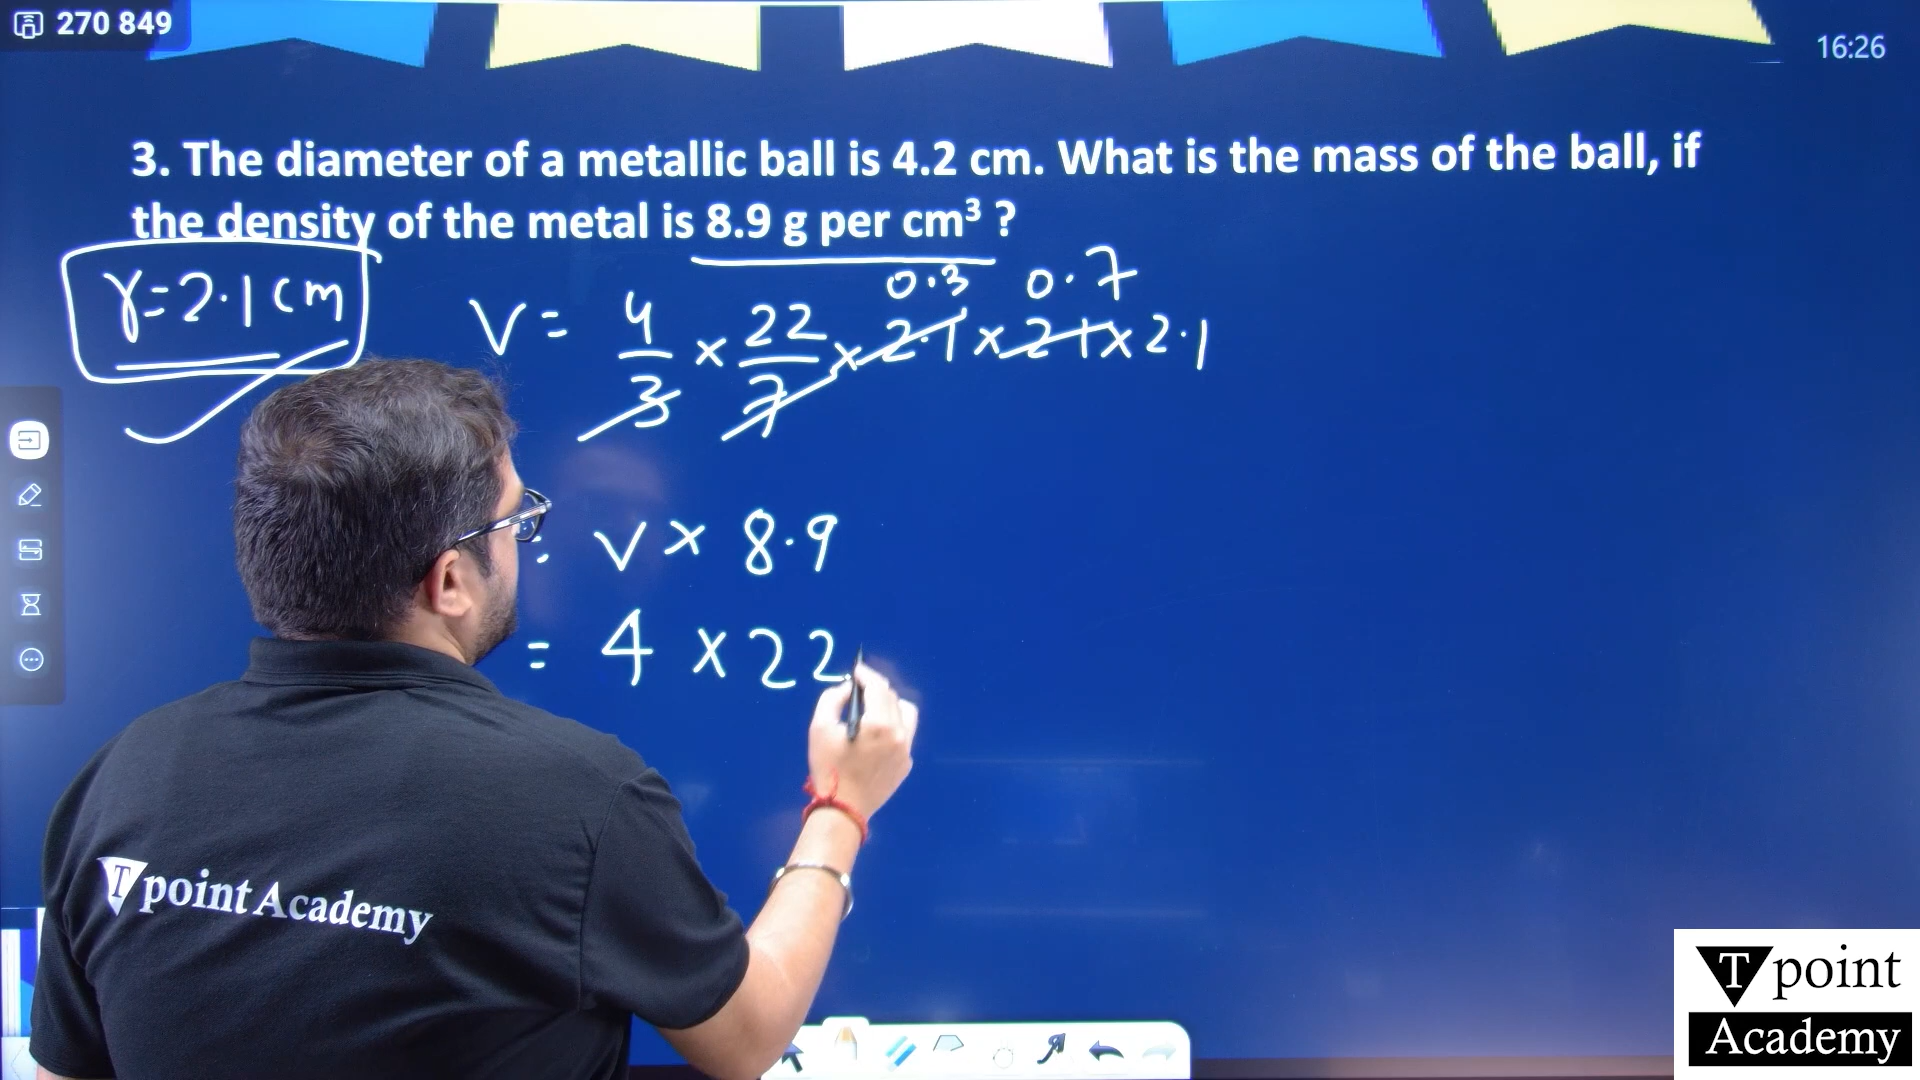 270 849
16:26
3. The diameter of a metallic ball is 4.2 cm. What is the mass of the ball, if
the density of the metal is 8.9 g per cm³ ?
r=2.1cm
0.3 0.7
V = 4/3 × 22/7 × 2.1 × 2.1 × 2.1
= V × 8.9
= 4 × 22
T point Academy
T point
Academy